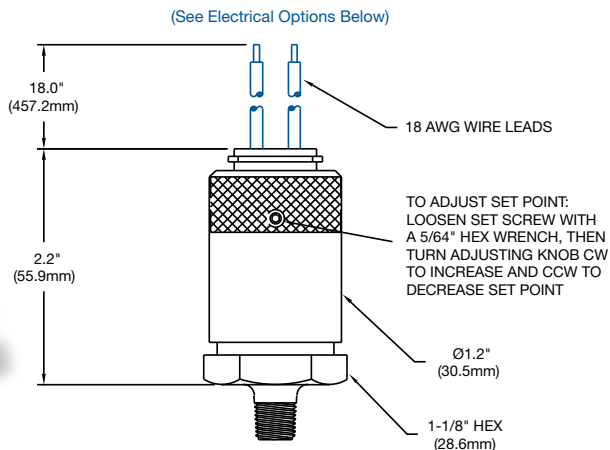 (See Electrical Options Below)
18.0"
(457.2mm)
18 AWG WIRE LEADS
TO ADJUST SET POINT:
LOOSEN SET SCREW WITH
A 5/64" HEX WRENCH, THEN
TURN ADJUSTING KNOB CW
TO INCREASE AND CCW TO
DECREASE SET POINT
2.2"
(55.9mm)
Ø1.2"
(30.5mm)
1-1/8" HEX
(28.6mm)